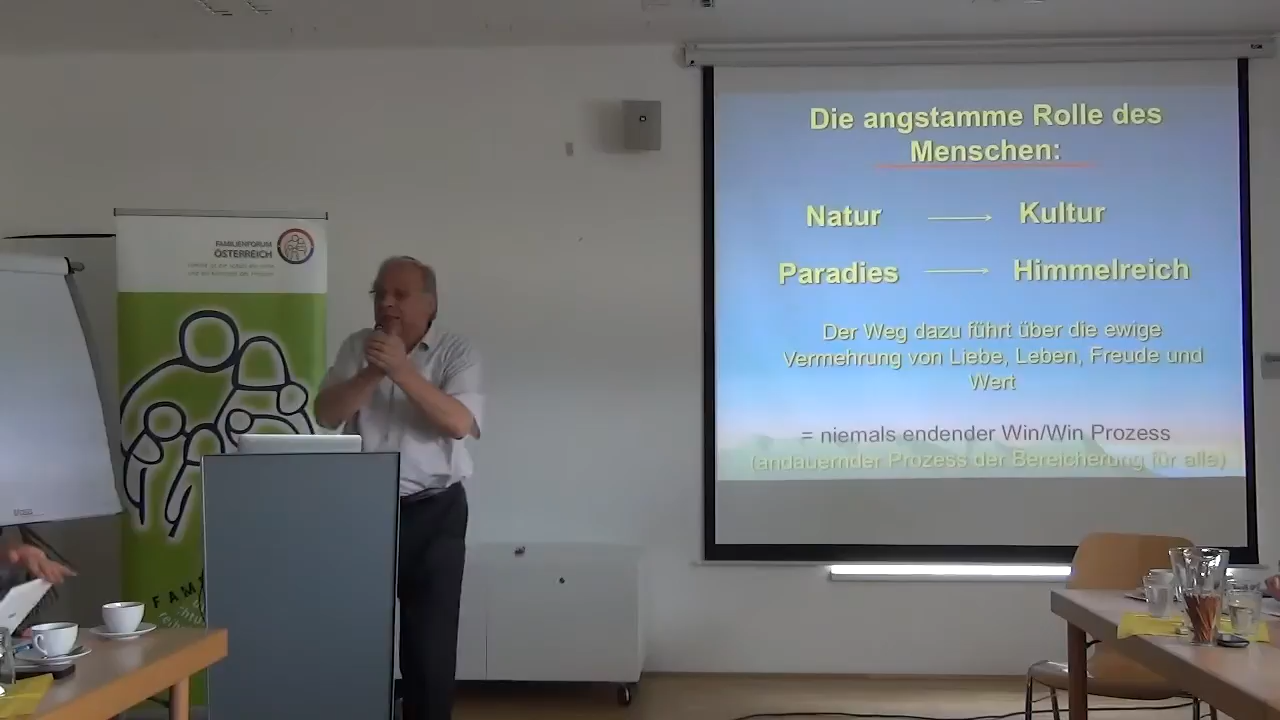 FAMILIENFORUM
ÖSTERREICH
Die angstamme Rolle des
Menschen:
Natur → Kultur
Paradies → Himmelreich
Der Weg dazu führt über die ewige
Vermehrung von Liebe, Leben, Freude und
Wert
= niemals endender Win/Win Prozess
(andauernder Prozess der Bereicherung für alle)